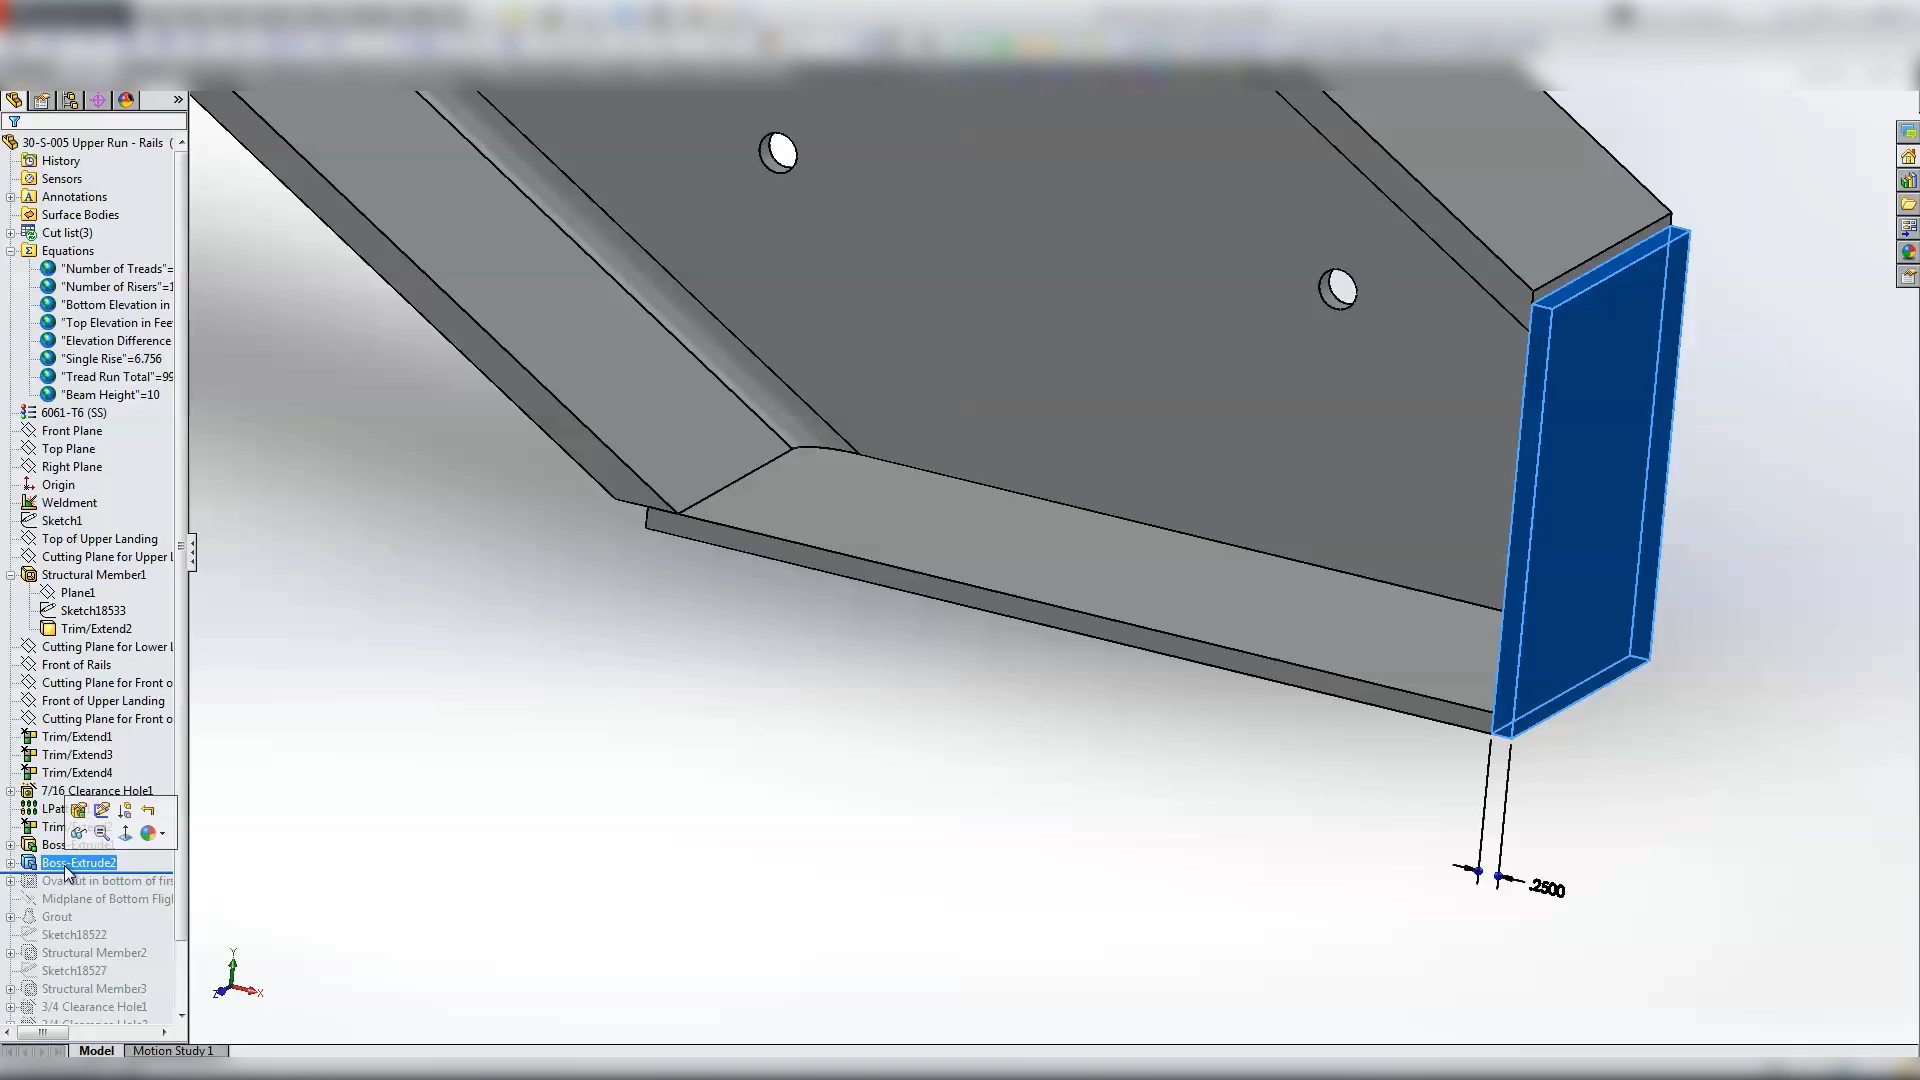 30-S-005 Upper Run - Rails (
History
Sensors
Annotations
Surface Bodies
Cut list(3)
Equations
"Number of Treads"=
"Number of Risers"=1
"Bottom Elevation in
"Top Elevation in Fee
"Elevation Difference
"Single Rise"=6.756
"Tread Run Total"=99
"Beam Height"=10
6061-T6 (SS)
Front Plane
Top Plane
Right Plane
Origin
Weldment
Sketch1
Top of Upper Landing
Cutting Plane for Upper L
Structural Member1
Plane1
Sketch18533
Trim/Extend2
Cutting Plane for Lower L
Front of Rails
Cutting Plane for Front o
Front of Upper Landing
Cutting Plane for Front o
Trim/Extend1
Trim/Extend3
Trim/Extend4
7/16 Clearance Hole1
LPat
Trim
Boss-Extrude1
Boss-Extrude2
Midplane of Bottom Fligh
Grout
Sketch18522
Structural Member2
Sketch18527
Structural Member3
3/4 Clearance Hole1
.2500
Y
Z
X
Model
Motion Study 1